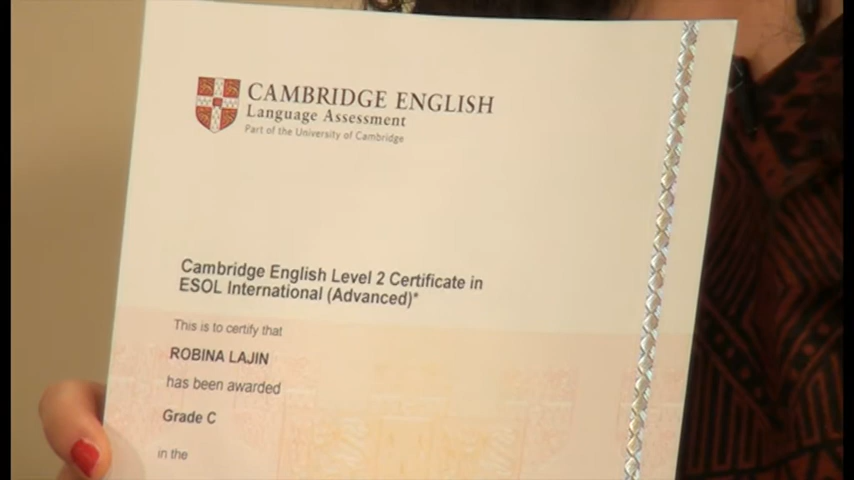 CAMBRIDGE ENGLISH
Language Assessment
Part of the University of Cambridge
Cambridge English Level 2 Certificate in
ESOL International (Advanced)*
This is to certify that
ROBINA LAJIN
has been awarded
Grade C
in the